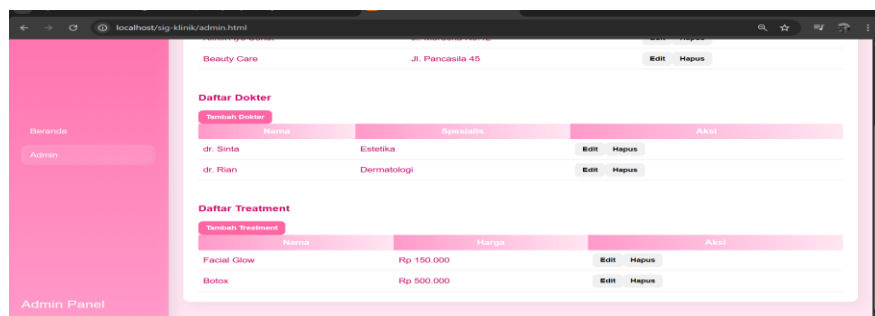 localhost/sig-klinik/admin.html
Beauty Care Jl. Pancasila 45 Edit Hapus
Daftar Dokter
Tambah Dokter
Nama Spesialis Aksi
Beranda
dr. Sinta Estetika Edit Hapus
Admin
dr. Rian Dermatologi Edit Hapus
Daftar Treatment
Tambah Treatment
Nama Harga Aksi
Facial Glow Rp 150.000 Edit Hapus
Botox Rp 500.000 Edit Hapus
Admin Panel